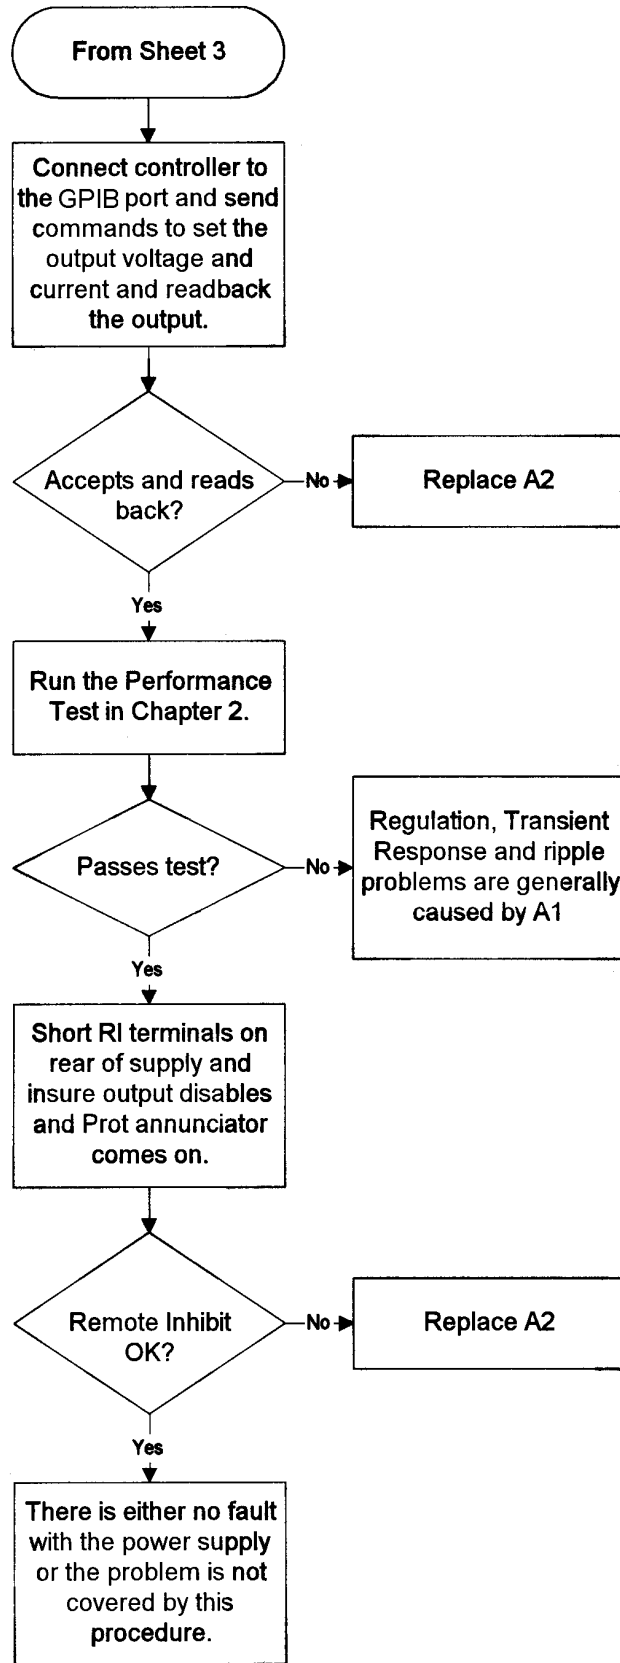 From Sheet 3
Connect controller to
the GPIB port and send
commands to set the
output voltage and
current and readback
the output.
Accepts and reads
back?
No
Replace A2
Yes
Run the Performance
Test in Chapter 2.
Passes test?
No
Regulation, Transient
Response and ripple
problems are generally
caused by A1
Yes
Short RI terminals on
rear of supply and
insure output disables
and Prot annunciator
comes on.
Remote Inhibit
OK?
No
Replace A2
Yes
There is either no fault
with the power supply
or the problem is not
covered by this
procedure.